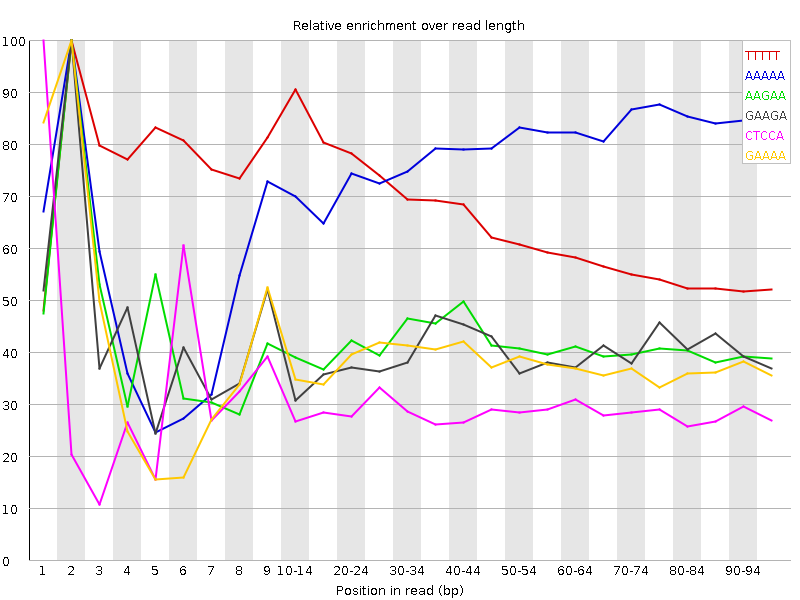 Relative enrichment over read length
100
90
80
70
60
50
40
30
20
10
0
TTTTT
AAAAA
AAGAA
GAAGA
CTCCA
GAAAA
1 2 3 4 5 6 7 8 9 10-14 20-24 30-34 40-44 50-54 60-64 70-74 80-84 90-94
Position in read (bp)